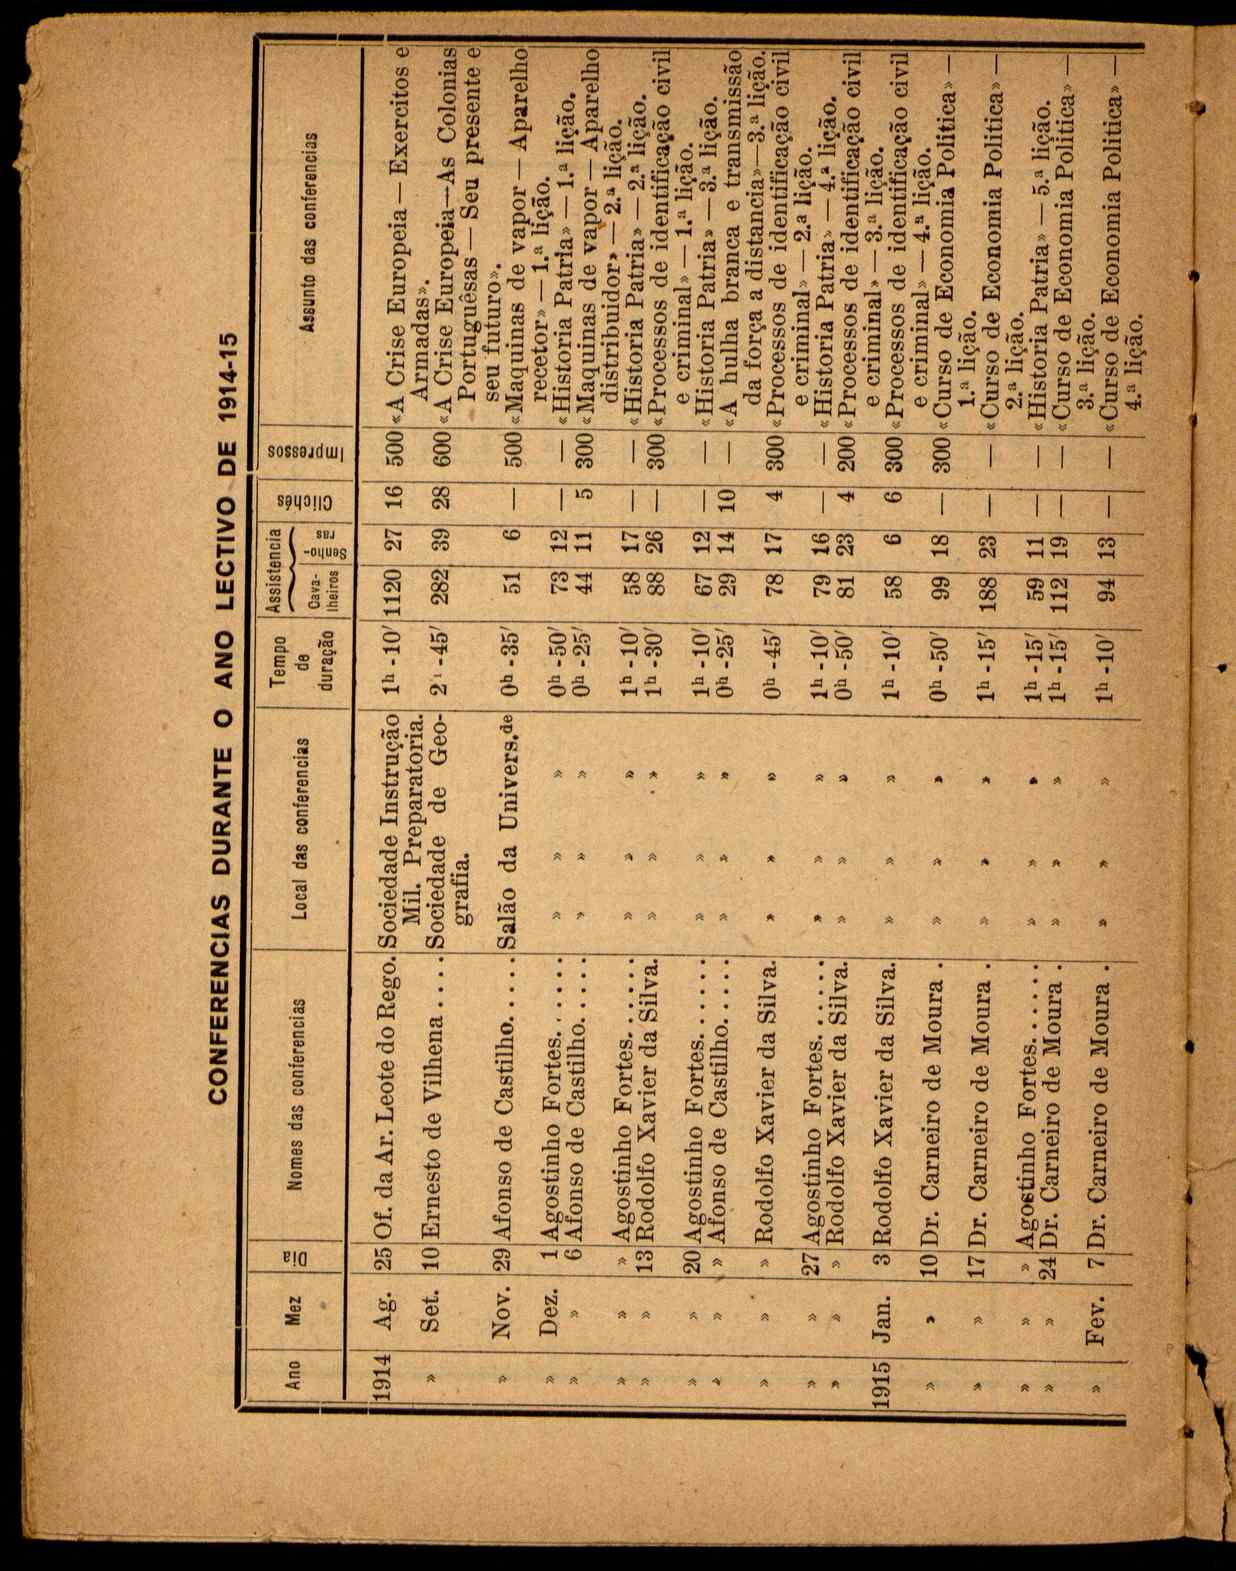 CONFERENCIAS DURANTE O ANO LECTIVO DE 1914-15
Ano Mez Dia Nomes das conferencias Local das conferencias Tempo de duração Assistencia Cavalheiros Senhoras Clichés Impressos Assunto das conferencias
1914 Ag. 25 Of. da Ar. Leote do Rego. Sociedade Instrução 1h-10' 1120 27 16 500 «A Crise Europeia — Exercitos e
Mil. Preparatoria. Armadas».
» Set. 10 Ernesto de Vilhena .... Sociedade de Geo- 2h-45' 282 39 28 600 «A Crise Europeia—As Colonias
grafia. Portuguêsas — Seu presente e
seu futuro».
» Nov. 29 Afonso de Castilho..... Salão da Univers.de 0h-35' 51 6 — 500 «Maquinas de vapor — Aparelho
recetor» — 1.ª lição.
» Dez. 1 Agostinho Fortes...... » » » 0h-50' 73 12 — — «Historia Patria» — 1.ª lição.
» » 6 Afonso de Castilho..... » » » 0h-25' 44 11 5 300 «Maquinas de vapor — Aparelho
distribuidor» — 2.ª lição.
» » » Agostinho Fortes...... » » » 1h-10' 58 17 — — «Historia Patria» — 2.ª lição.
» » 13 Rodolfo Xavier da Silva. » » » 1h-30' 88 26 — 300 «Processos de identificação civil
e criminal» — 1.ª lição.
» » 20 Agostinho Fortes...... » » » 1h-10' 67 12 — — «Historia Patria» — 3.ª lição.
» » » Afonso de Castilho..... » » » 0h-25' 29 14 10 — «A hulha branca e transmissão
da força a distancia»—3.ª lição.
» » » Rodolfo Xavier da Silva. » » » 0h-45' 78 17 4 300 «Processos de identificação civil
e criminal» — 2.ª lição.
» » 27 Agostinho Fortes...... » » » 1h-10' 79 16 — — «Historia Patria» — 4.ª lição.
» » » Rodolfo Xavier da Silva. » » » 0h-50' 81 23 4 200 «Processos de identificação civil
e criminal» — 3.ª lição.
1915 Jan. 3 Rodolfo Xavier da Silva. » » » 1h-10' 58 6 6 300 «Processos de identificação civil
e criminal» — 4.ª lição.
» » 10 Dr. Carneiro de Moura . » » » 0h-50' 99 18 — 300 «Curso de Economia Politica» —
1.ª lição.
» » 17 Dr. Carneiro de Moura . » » » 1h-15' 188 23 — — «Curso de Economia Politica» —
2.ª lição.
» » » Agostinho Fortes...... » » » 1h-15' 59 11 — — «Historia Patria» — 5.ª lição.
» » 24 Dr. Carneiro de Moura . » » » 1h-15' 112 19 — — «Curso de Economia Politica» —
3.ª lição.
» Fev. 7 Dr. Carneiro de Moura . » » » 1h-10' 94 13 — — «Curso de Economia Politica» —
4.ª lição.